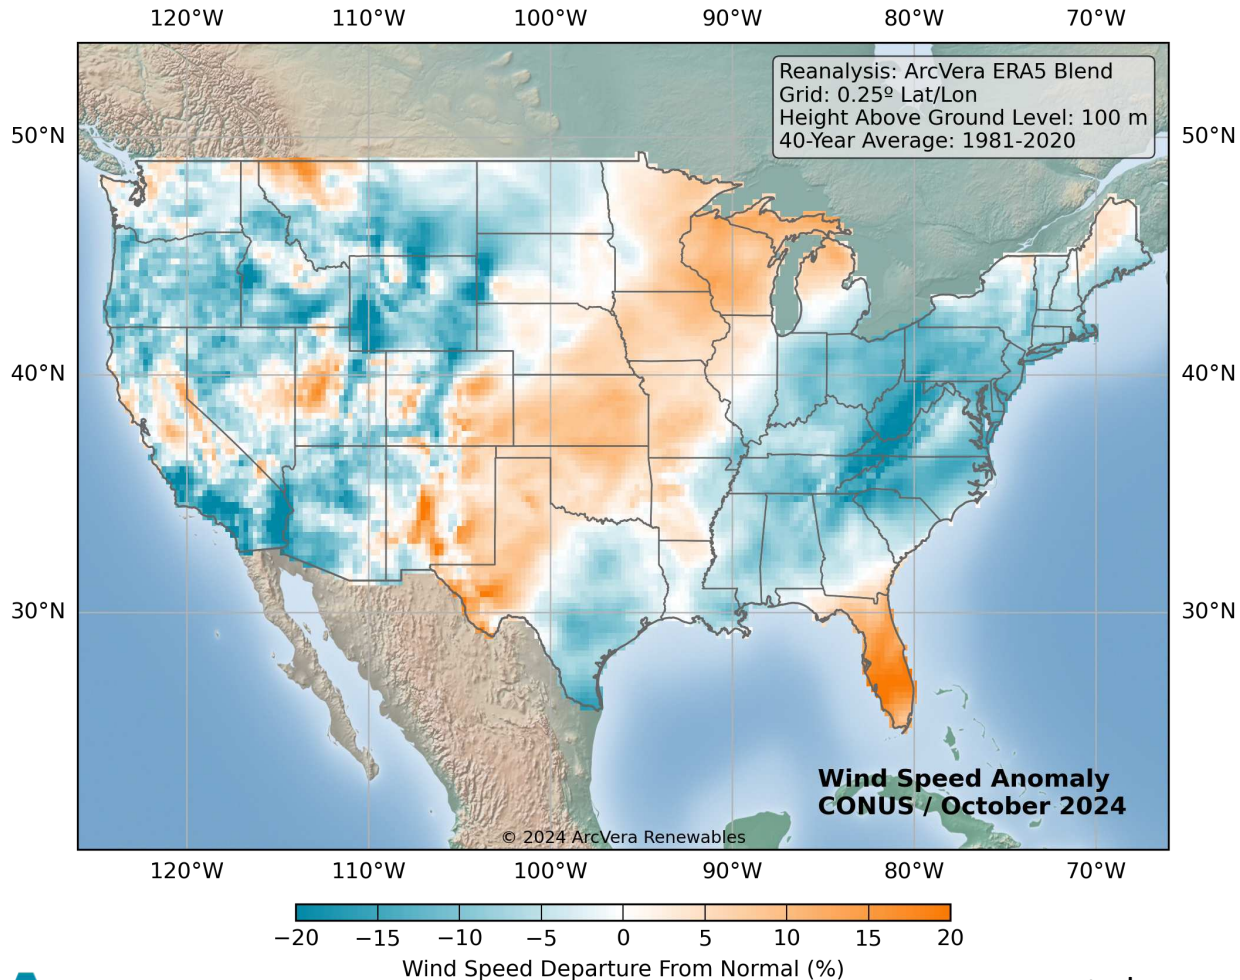 120°W 110°W 100°W 90°W 80°W 70°W
Reanalysis: ArcVera ERA5 Blend
Grid: 0.25º Lat/Lon
Height Above Ground Level: 100 m
40-Year Average: 1981-2020
50°N 50°N
40°N 40°N
30°N 30°N
Wind Speed Anomaly
CONUS / October 2024
© 2024 ArcVera Renewables
120°W 110°W 100°W 90°W 80°W 70°W
−20 −15 −10 −5 0 5 10 15 20
Wind Speed Departure From Normal (%)